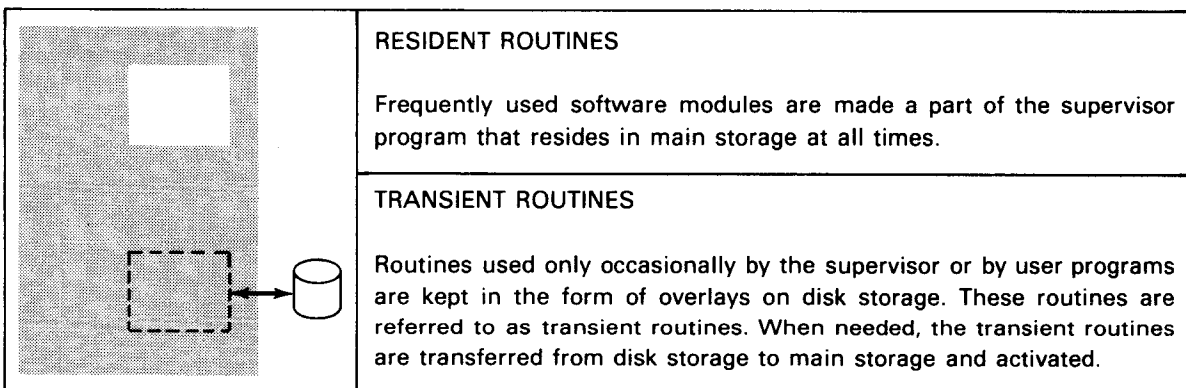 RESIDENT ROUTINES
Frequently used software modules are made a part of the supervisor
program that resides in main storage at all times.
TRANSIENT ROUTINES
Routines used only occasionally by the supervisor or by user programs
are kept in the form of overlays on disk storage. These routines are
referred to as transient routines. When needed, the transient routines
are transferred from disk storage to main storage and activated.